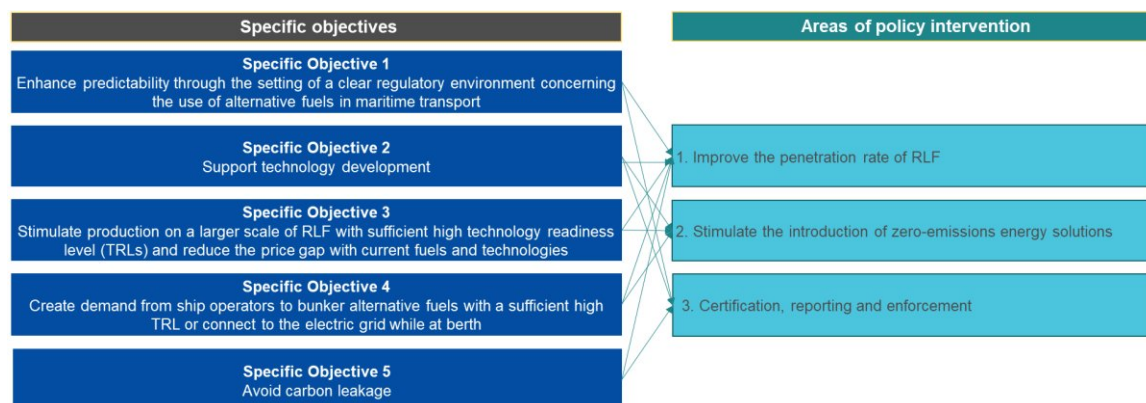 Specific objectives
Areas of policy intervention
Specific Objective 1
Enhance predictability through the setting of a clear regulatory environment concerning
the use of alternative fuels in maritime transport
Specific Objective 2
Support technology development
Specific Objective 3
Stimulate production on a larger scale of RLF with sufficient high technology readiness
level (TRLs) and reduce the price gap with current fuels and technologies
Specific Objective 4
Create demand from ship operators to bunker alternative fuels with a sufficient high
TRL or connect to the electric grid while at berth
Specific Objective 5
Avoid carbon leakage
1. Improve the penetration rate of RLF
2. Stimulate the introduction of zero-emissions energy solutions
3. Certification, reporting and enforcement